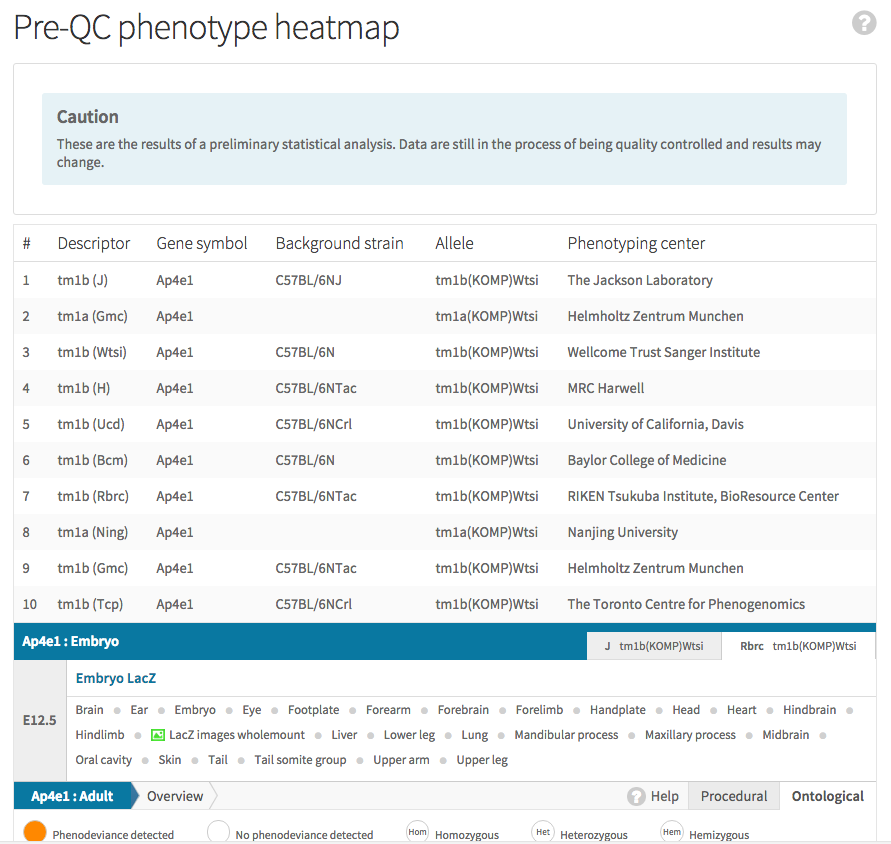 Pre-QC phenotype heatmap
?
Caution
These are the results of a preliminary statistical analysis. Data are still in the process of being quality controlled and results may
change.
# Descriptor Gene symbol Background strain Allele Phenotyping center
1 tm1b (J) Ap4e1 C57BL/6NJ tm1b(KOMP)Wtsi The Jackson Laboratory
2 tm1a (Gmc) Ap4e1 tm1a(KOMP)Wtsi Helmholtz Zentrum Munchen
3 tm1b (Wtsi) Ap4e1 C57BL/6N tm1b(KOMP)Wtsi Wellcome Trust Sanger Institute
4 tm1b (H) Ap4e1 C57BL/6NTac tm1b(KOMP)Wtsi MRC Harwell
5 tm1b (Ucd) Ap4e1 C57BL/6NCrl tm1b(KOMP)Wtsi University of California, Davis
6 tm1b (Bcm) Ap4e1 C57BL/6N tm1b(KOMP)Wtsi Baylor College of Medicine
7 tm1b (Rbrc) Ap4e1 C57BL/6NTac tm1b(KOMP)Wtsi RIKEN Tsukuba Institute, BioResource Center
8 tm1a (Ning) Ap4e1 tm1a(KOMP)Wtsi Nanjing University
9 tm1b (Gmc) Ap4e1 C57BL/6NTac tm1b(KOMP)Wtsi Helmholtz Zentrum Munchen
10 tm1b (Tcp) Ap4e1 C57BL/6NCrl tm1b(KOMP)Wtsi The Toronto Centre for Phenogenomics
Ap4e1 : Embryo J tm1b(KOMP)Wtsi Rbrc tm1b(KOMP)Wtsi
Embryo LacZ
E12.5
Brain Ear Embryo Eye Footplate Forearm Forebrain Forelimb Handplate Head Heart Hindbrain
Hindlimb LacZ images wholemount Liver Lower leg Lung Mandibular process Maxillary process Midbrain
Oral cavity Skin Tail Tail somite group Upper arm Upper leg
Ap4e1 : Adult Overview ? Help Procedural Ontological
Phenodeviance detected No phenodeviance detected Hom Homozygous Het Heterozygous Hem Hemizygous